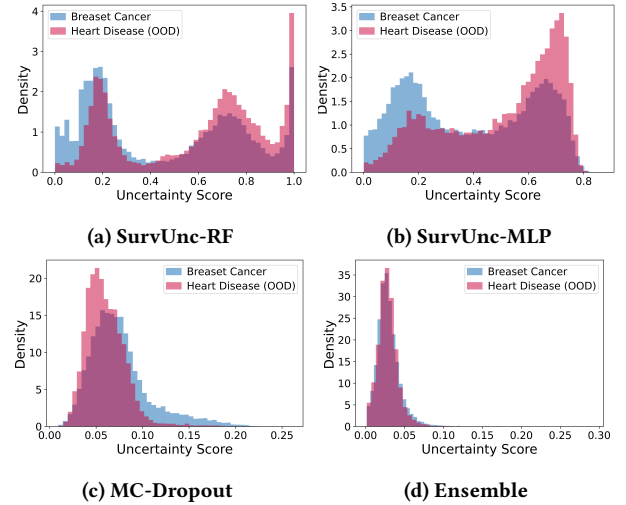 Breaset Cancer
Heart Disease (OOD)
Density
4
3
2
1
0
0.0 0.2 0.4 0.6 0.8 1.0
Uncertainty Score
(a) SurvUnc-RF
Breaset Cancer
Heart Disease (OOD)
Density
3.5
3.0
2.5
2.0
1.5
1.0
0.5
0.0
0.0 0.2 0.4 0.6 0.8
Uncertainty Score
(b) SurvUnc-MLP
Breaset Cancer
Heart Disease (OOD)
Density
20
15
10
5
0
0.00 0.05 0.10 0.15 0.20 0.25
Uncertainty Score
(c) MC-Dropout
Breaset Cancer
Heart Disease (OOD)
Density
35
30
25
20
15
10
5
0
0.00 0.05 0.10 0.15 0.20 0.25 0.30
Uncertainty Score
(d) Ensemble